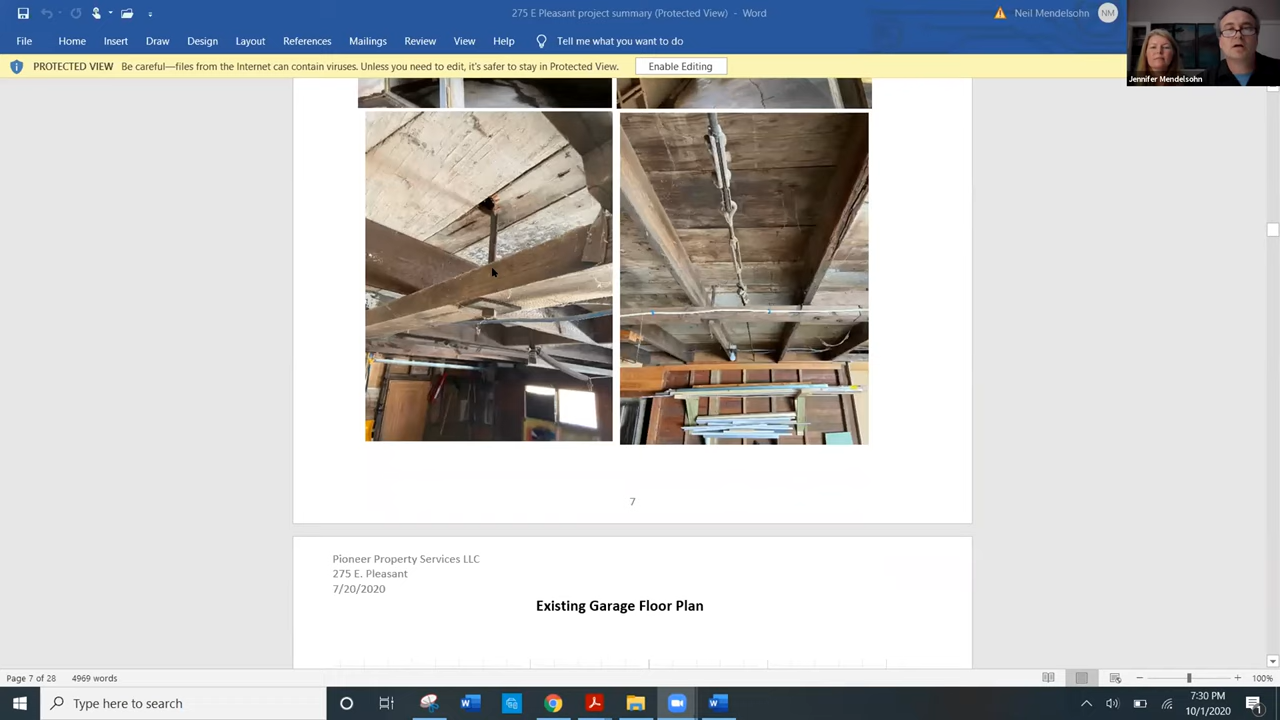 275 E Pleasant project summary (Protected View) - Word
Neil Mendelsohn
NM
File Home Insert Draw Design Layout References Mailings Review View Help Tell me what you want to do
PROTECTED VIEW Be careful—files from the Internet can contain viruses. Unless you need to edit, it's safer to stay in Protected View. Enable Editing
Jennifer Mendelsohn
7
Pioneer Property Services LLC
275 E. Pleasant
7/20/2020
Existing Garage Floor Plan
Page 7 of 28 4969 words
100%
Type here to search
7:30 PM
10/1/2020
1